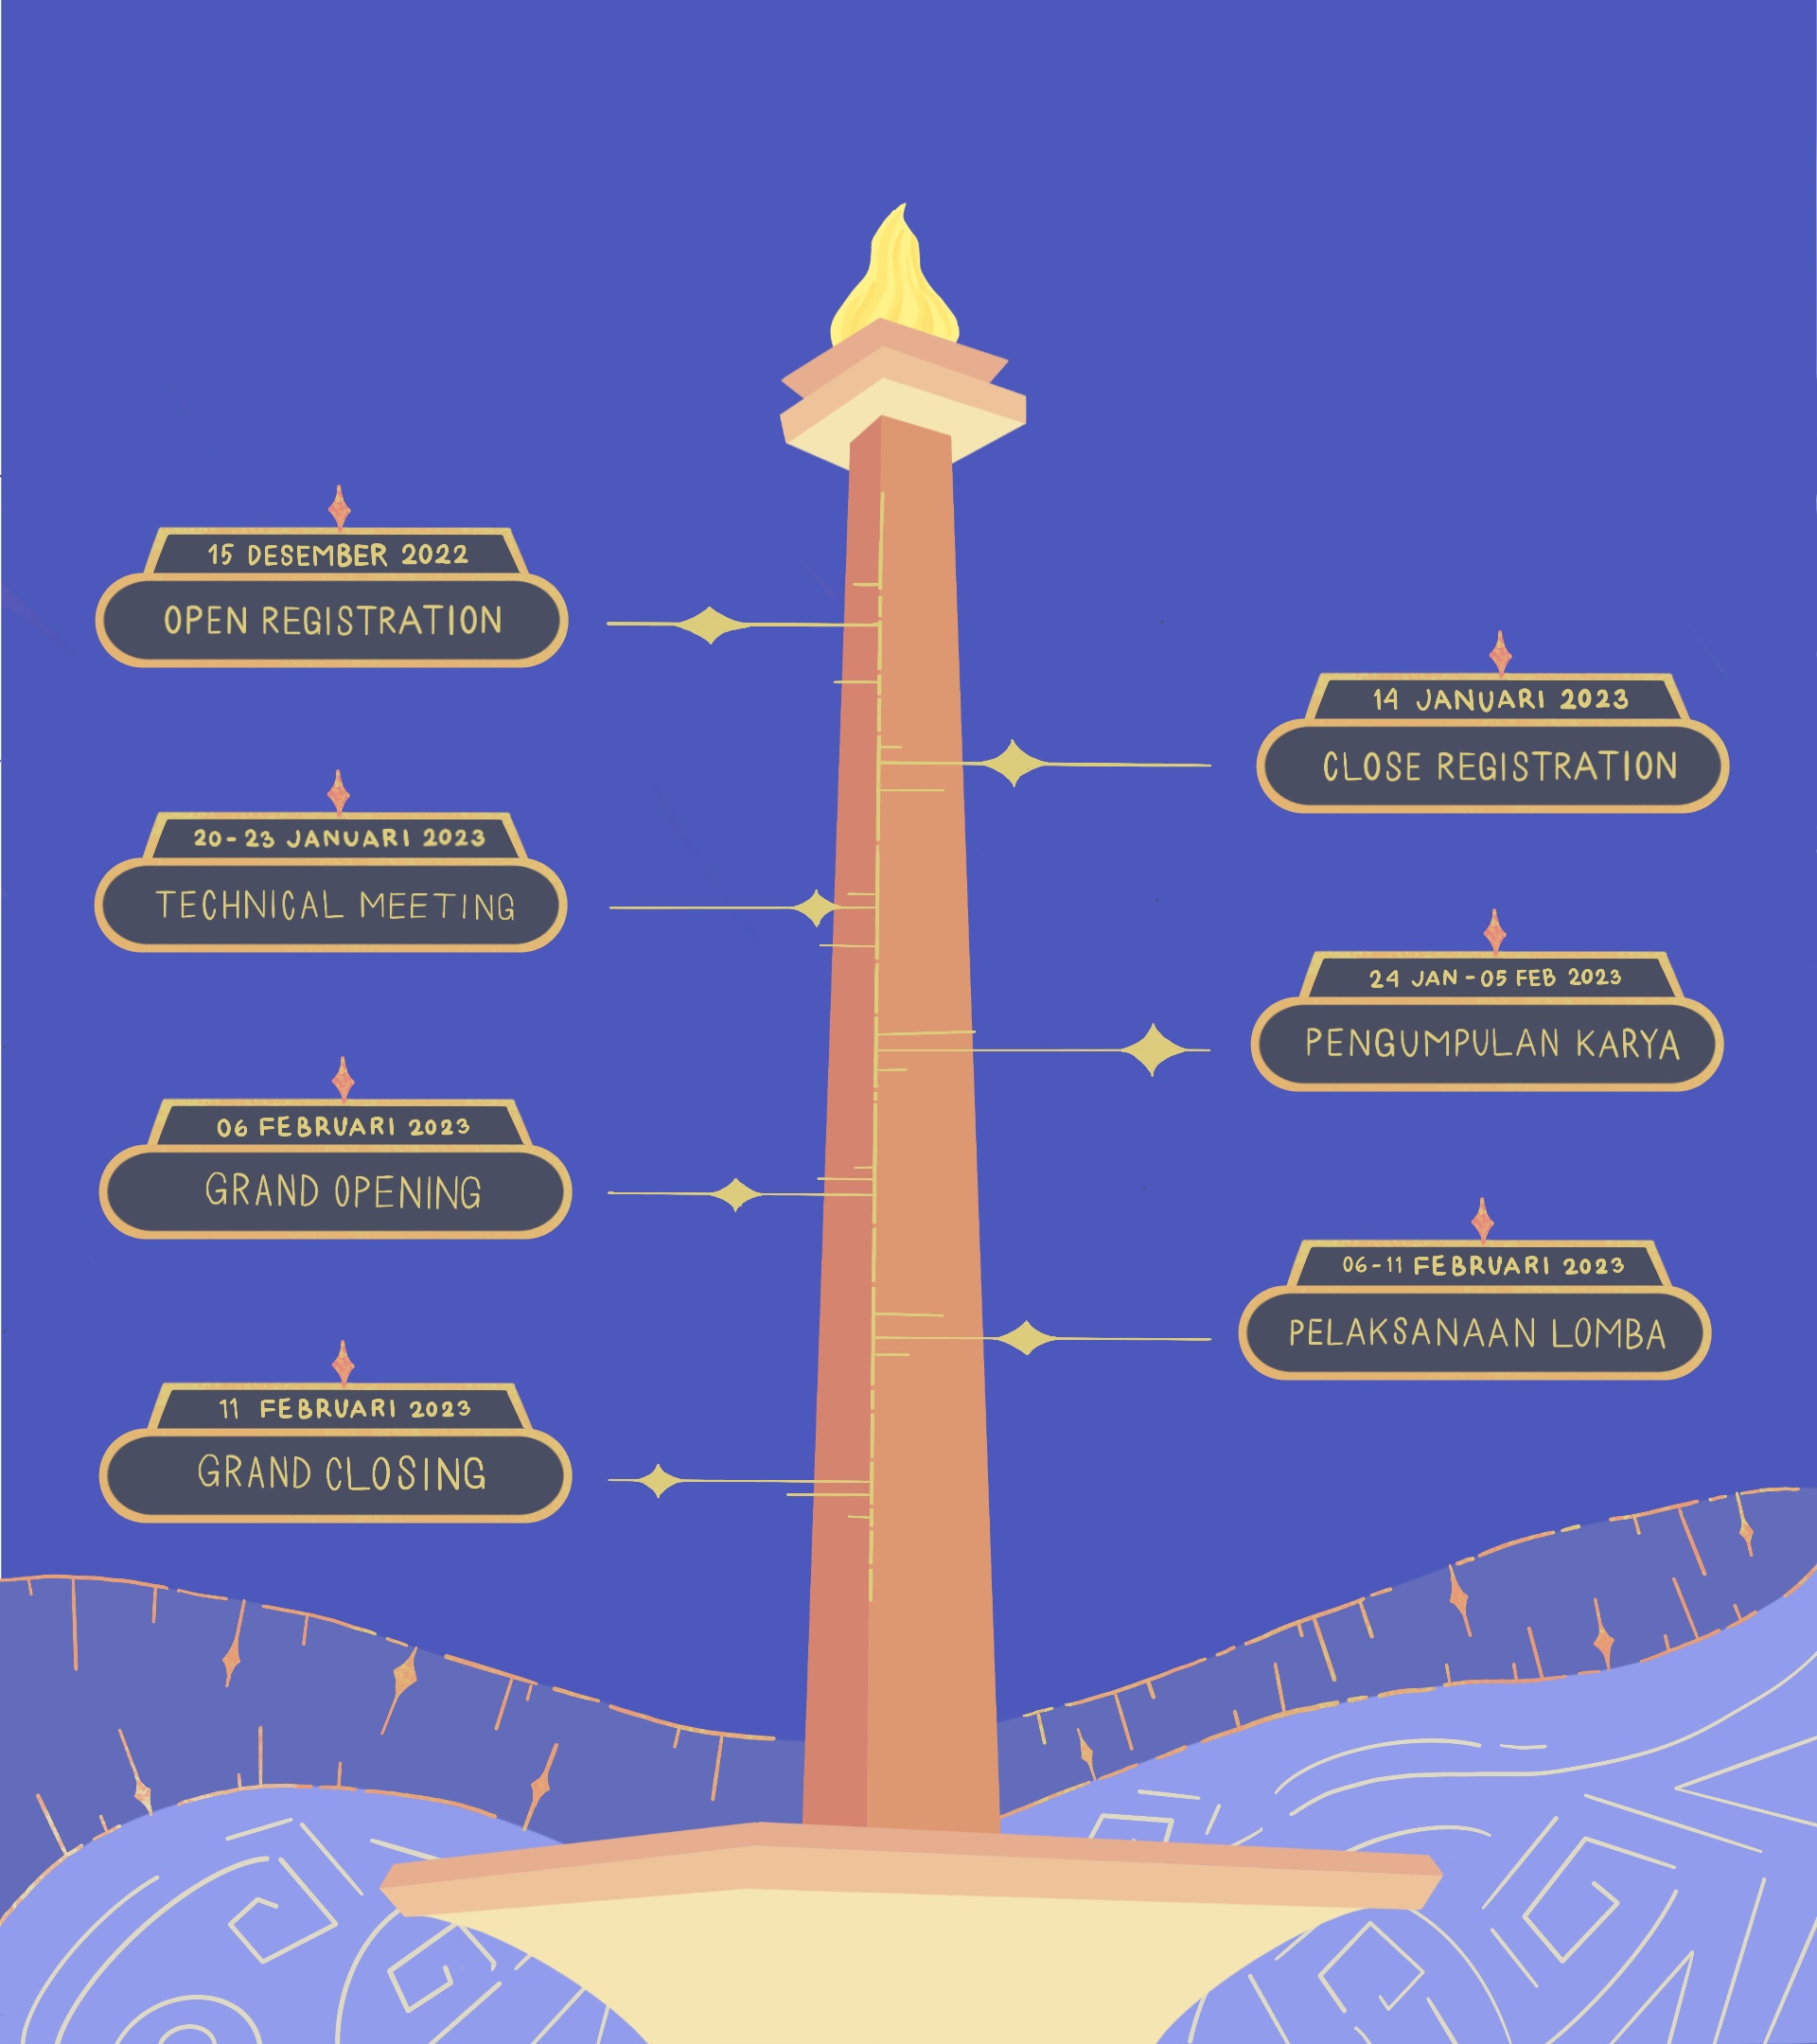 15 DESEMBER 2022
OPEN REGISTRATION
14 JANUARI 2023
CLOSE REGISTRATION
20-23 JANUARI 2023
TECHNICAL MEETING
24 JAN-05 FEB 2023
PENGUMPULAN KARYA
06 FEBRUARI 2023
GRAND OPENING
06-11 FEBRUARI 2023
PELAKSANAAN LOMBA
11 FEBRUARI 2023
GRAND CLOSING